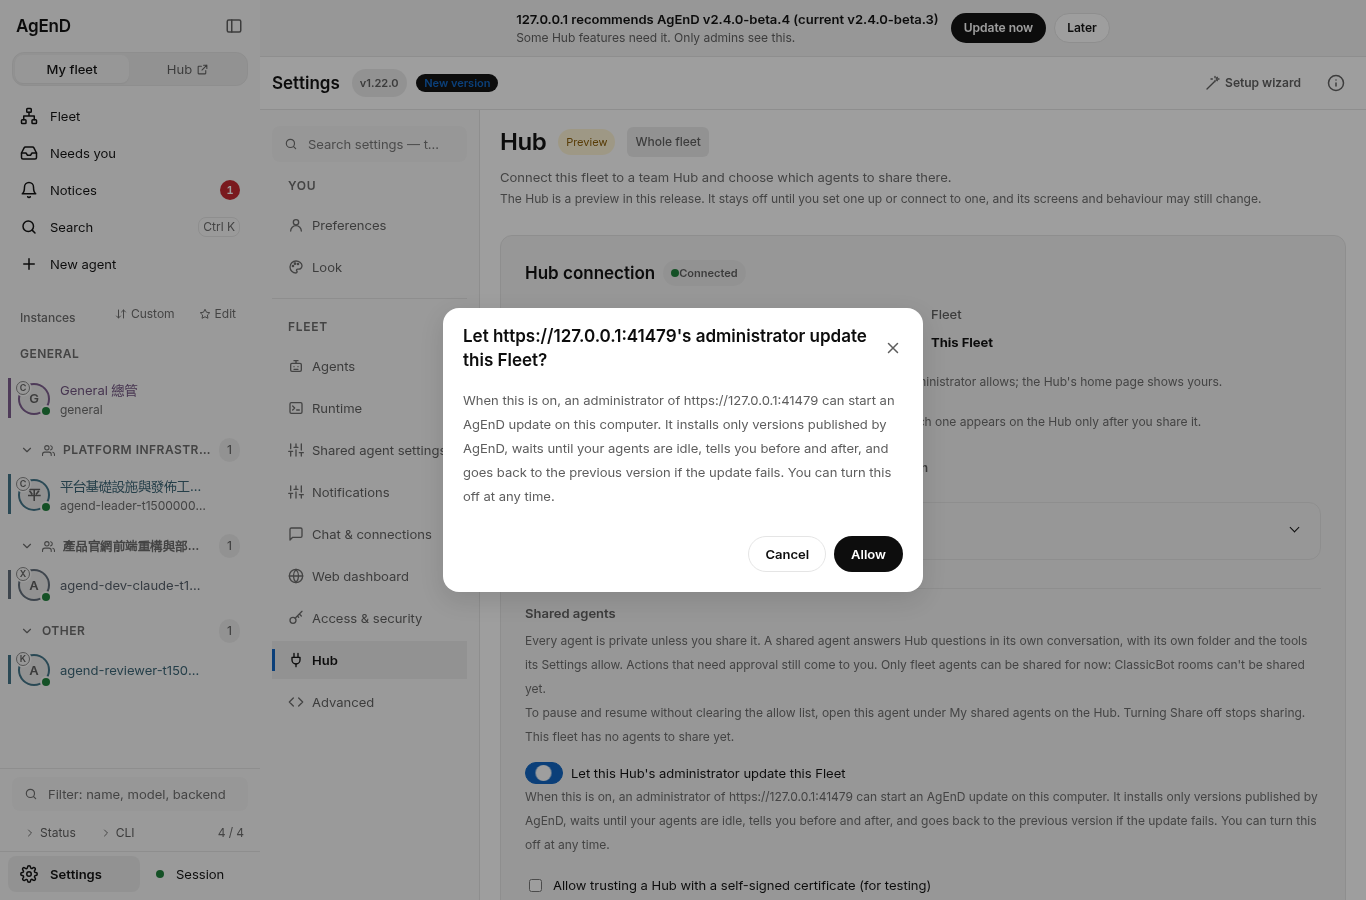 AgEnD
My fleet
Hub
Fleet
Needs you
Notices
1
Search
Ctrl K
New agent
Instances
Custom
Edit
GENERAL
C
G
General 總管
general
PLATFORM INFRASTR...
1
C
平
平台基礎設施與發佈工...
agend-leader-t1500000...
產品官網前端重構與部...
1
X
A
agend-dev-claude-t1...
OTHER
1
K
A
agend-reviewer-t150...
Filter: name, model, backend
Status
CLI
4 / 4
Settings
Session
127.0.0.1 recommends AgEnD v2.4.0-beta.4 (current v2.4.0-beta.3)
Some Hub features need it. Only admins see this.
Update now
Later
Settings
v1.22.0
New version
Setup wizard
Search settings — t...
YOU
Preferences
Look
FLEET
Agents
Runtime
Shared agent settings
Notifications
Chat & connections
Web dashboard
Access & security
Hub
Advanced
Hub
Preview
Whole fleet
Connect this fleet to a team Hub and choose which agents to share there.
The Hub is a preview in this release. It stays off until you set one up or connect to one, and its screens and behaviour may still change.
Hub connection
Connected
Fleet
This Fleet
ministrator allows; the Hub's home page shows yours.
ch one appears on the Hub only after you share it.
Let https://127.0.0.1:41479's administrator update
this Fleet?
When this is on, an administrator of https://127.0.0.1:41479 can start an
AgEnD update on this computer. It installs only versions published by
AgEnD, waits until your agents are idle, tells you before and after, and
goes back to the previous version if the update fails. You can turn this
off at any time.
Cancel
Allow
Shared agents
Every agent is private unless you share it. A shared agent answers Hub questions in its own conversation, with its own folder and the tools
its Settings allow. Actions that need approval still come to you. Only fleet agents can be shared for now: ClassicBot rooms can't be shared
yet.
To pause and resume without clearing the allow list, open this agent under My shared agents on the Hub. Turning Share off stops sharing.
This fleet has no agents to share yet.
Let this Hub's administrator update this Fleet
When this is on, an administrator of https://127.0.0.1:41479 can start an AgEnD update on this computer. It installs only versions published by
AgEnD, waits until your agents are idle, tells you before and after, and goes back to the previous version if the update fails. You can turn this
off at any time.
Allow trusting a Hub with a self-signed certificate (for testing)